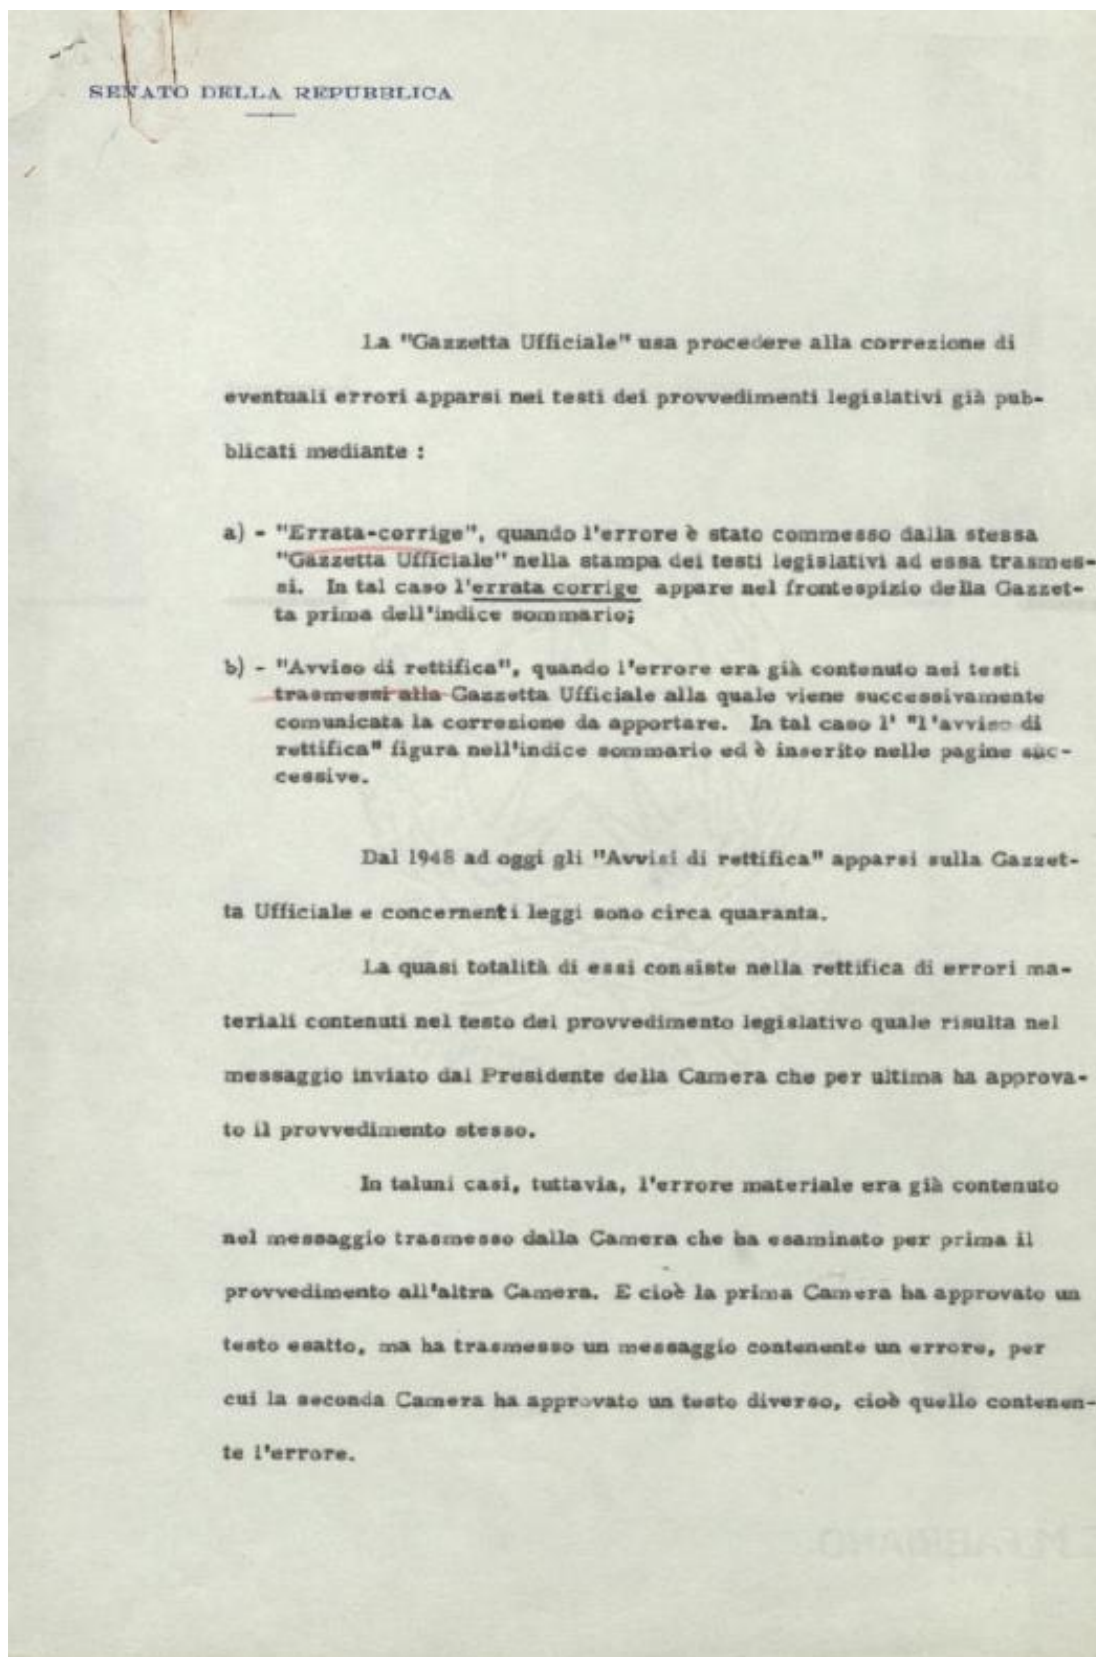 SENATO DELLA REPUBBLICA
La "Gazzetta Ufficiale" usa procedere alla correzione di
eventuali errori apparsi nei testi dei provvedimenti legislativi già pub-
blicati mediante :
a) - "Errata-corrige", quando l'errore è stato commesso dalla stessa
"Gazzetta Ufficiale" nella stampa dei testi legislativi ad essa trasmes-
si. In tal caso l'errata corrige appare nel frontespizio della Gazzet-
ta prima dell'indice sommario;
b) - "Avviso di rettifica", quando l'errore era già contenuto nei testi
trasmessi alla Gazzetta Ufficiale alla quale viene successivamente
comunicata la correzione da apportare. In tal caso l' "l'avviso di
rettifica" figura nell'indice sommario ed è inserito nelle pagine suc-
cessive.
Dal 1948 ad oggi gli "Avvisi di rettifica" apparsi sulla Gazzet-
ta Ufficiale e concernenti leggi sono circa quaranta.
La quasi totalità di essi consiste nella rettifica di errori ma-
teriali contenuti nel testo del provvedimento legislativo quale risulta nel
messaggio inviato dal Presidente della Camera che per ultima ha approva-
to il provvedimento stesso.
In taluni casi, tuttavia, l'errore materiale era già contenuto
nel messaggio trasmesso dalla Camera che ha esaminato per prima il
provvedimento all'altra Camera. E cioè la prima Camera ha approvato un
testo esatto, ma ha trasmesso un messaggio contenente un errore, per
cui la seconda Camera ha approvato un testo diverso, cioè quello contenen-
te l'errore.